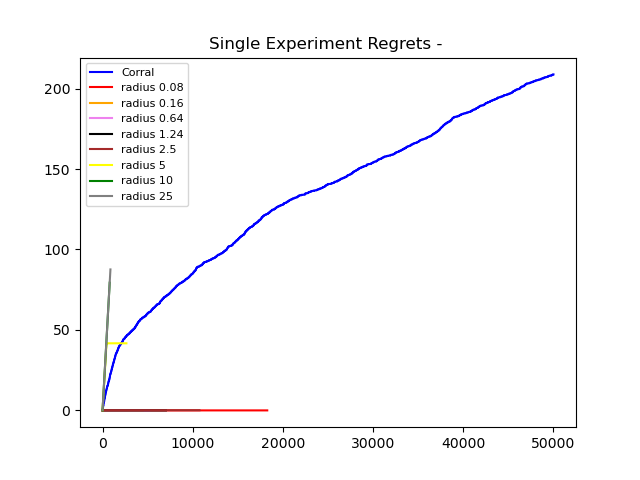 Single Experiment Regrets -
Corral
radius 0.08
radius 0.16
radius 0.64
radius 1.24
radius 2.5
radius 5
radius 10
radius 25
200
150
100
50
0
0 10000 20000 30000 40000 50000